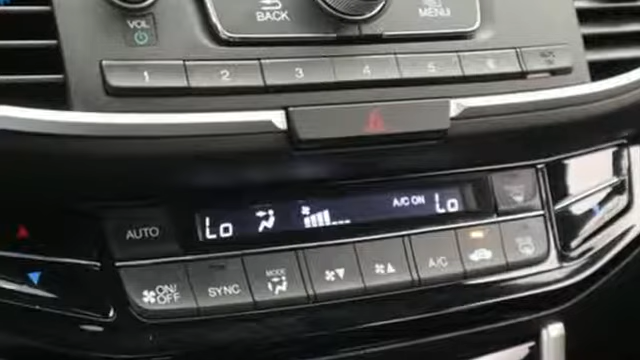 VOL
BACK
MENU
1 2 3 4 5 6
Lo A/C ON Lo
AUTO
ON/OFF SYNC MODE A/C